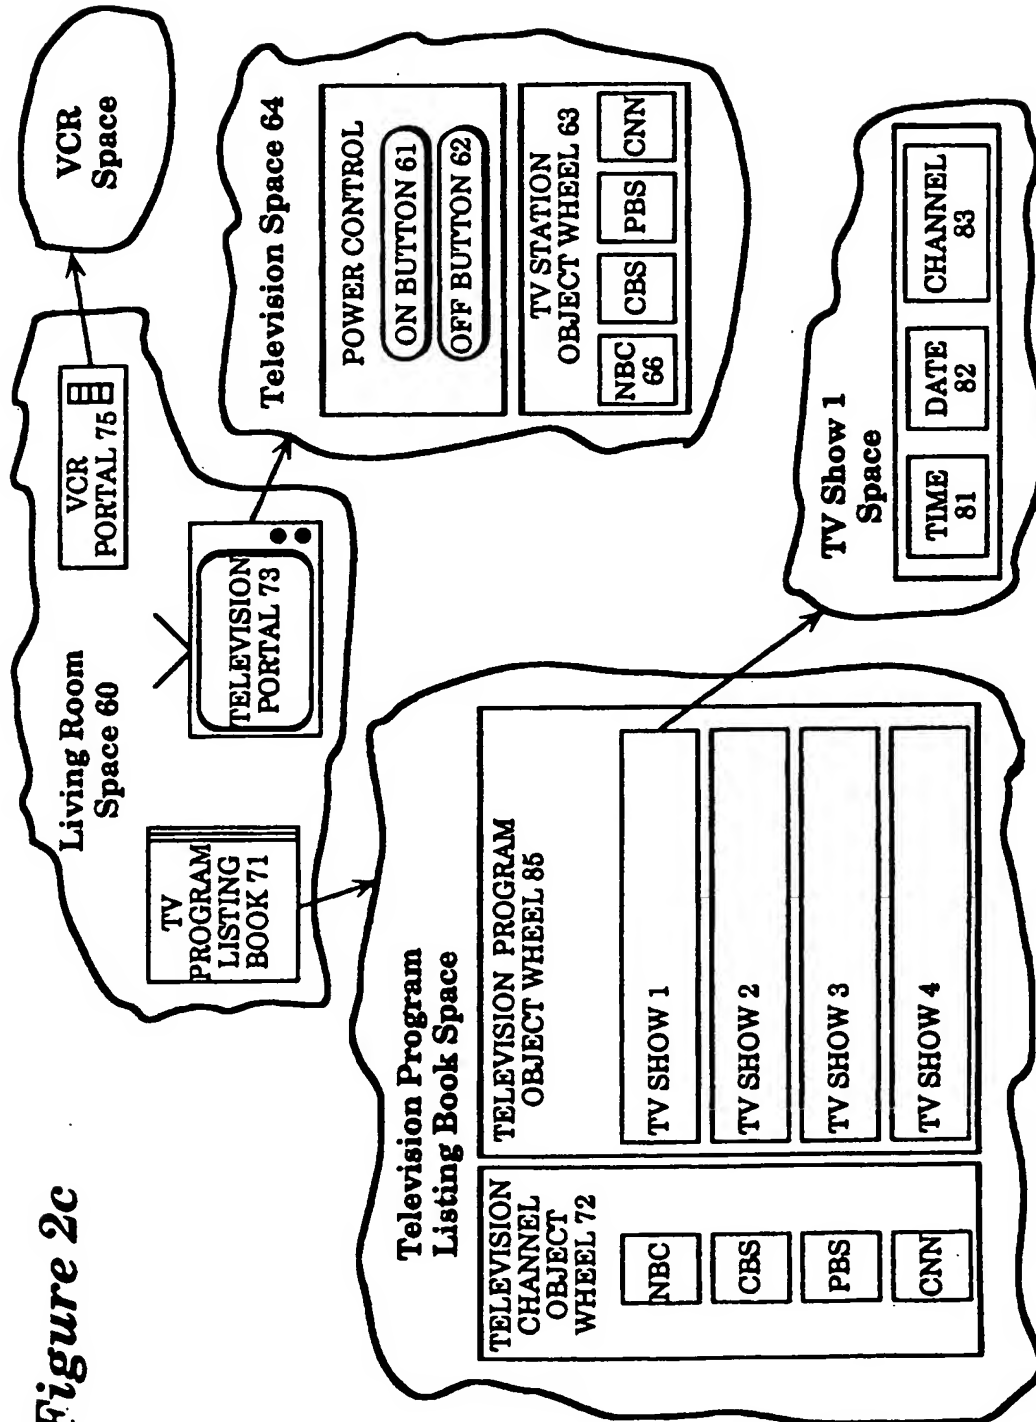 Figure 2c
Living Room
Space 60
TV
PROGRAM
LISTING
BOOK 71
TELEVISION
PORTAL 73
VCR
PORTAL 75
VCR
Space
Television Space 64
POWER CONTROL
ON BUTTON 61
OFF BUTTON 62
TV STATION
OBJECT WHEEL 63
NBC
66
CBS
PBS
CNN
Television Program
Listing Book Space
TELEVISION
CHANNEL
OBJECT
WHEEL 72
NBC
CBS
PBS
CNN
TELEVISION PROGRAM
OBJECT WHEEL 85
TV SHOW 1
TV SHOW 2
TV SHOW 3
TV SHOW 4
TV Show 1
Space
TIME
81
DATE
82
CHANNEL
83